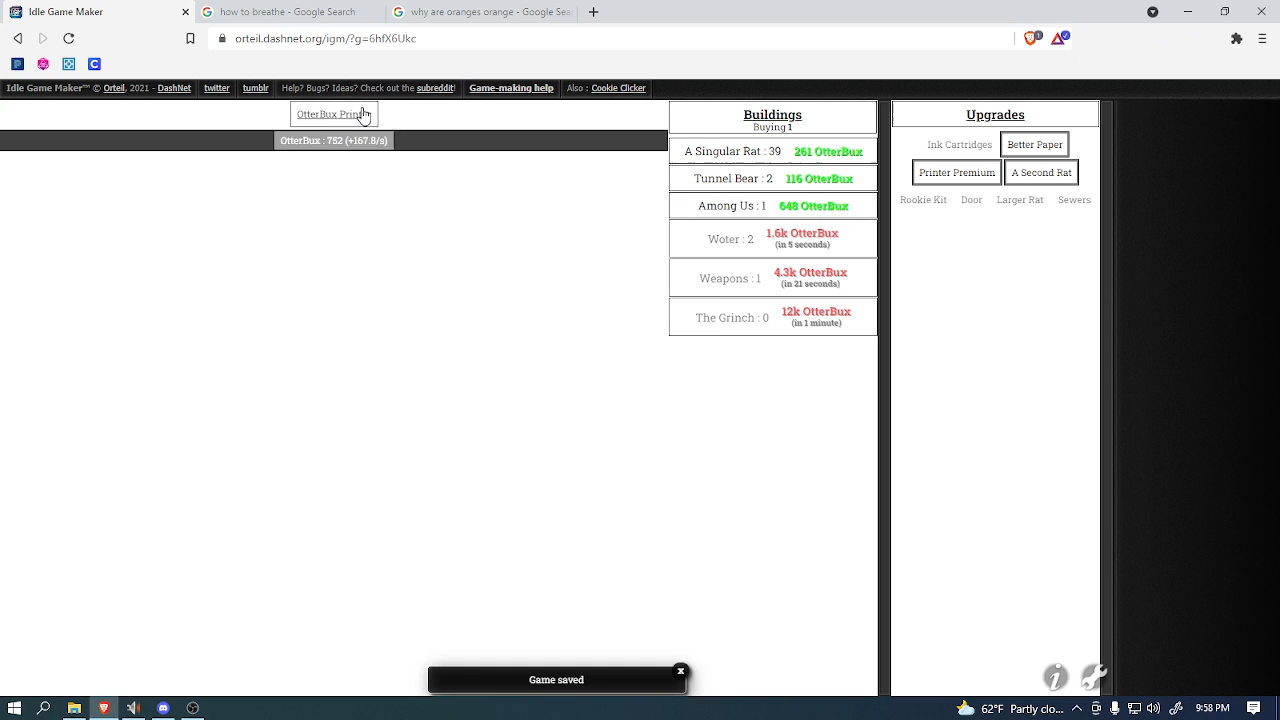 Idle Game Maker
how to breathe - Google Search
why are oranges orange - Google Sea
orteil.dashnet.org/igm/?g=6hfX6Ukc
Idle Game Maker™ © Orteil, 2021 - DashNet
twitter
tumblr
Help? Bugs? Ideas? Check out the subreddit!
Game-making help
Also : Cookie Clicker
OtterBux Prin
OtterBux : 752 (+167.8/s)
Buildings
Buying 1
A Singular Rat : 39 261 OtterBux
Tunnel Bear : 2 116 OtterBux
Among Us : 1 648 OtterBux
Woter : 2 1.6k OtterBux
(in 5 seconds)
Weapons : 1 4.3k OtterBux
(in 21 seconds)
The Grinch : 0 12k OtterBux
(in 1 minute)
Upgrades
Ink Cartridges Better Paper
Printer Premium A Second Rat
Rookie Kit Door Larger Rat Sewers
Game saved
62°F Partly clo...
9:58 PM